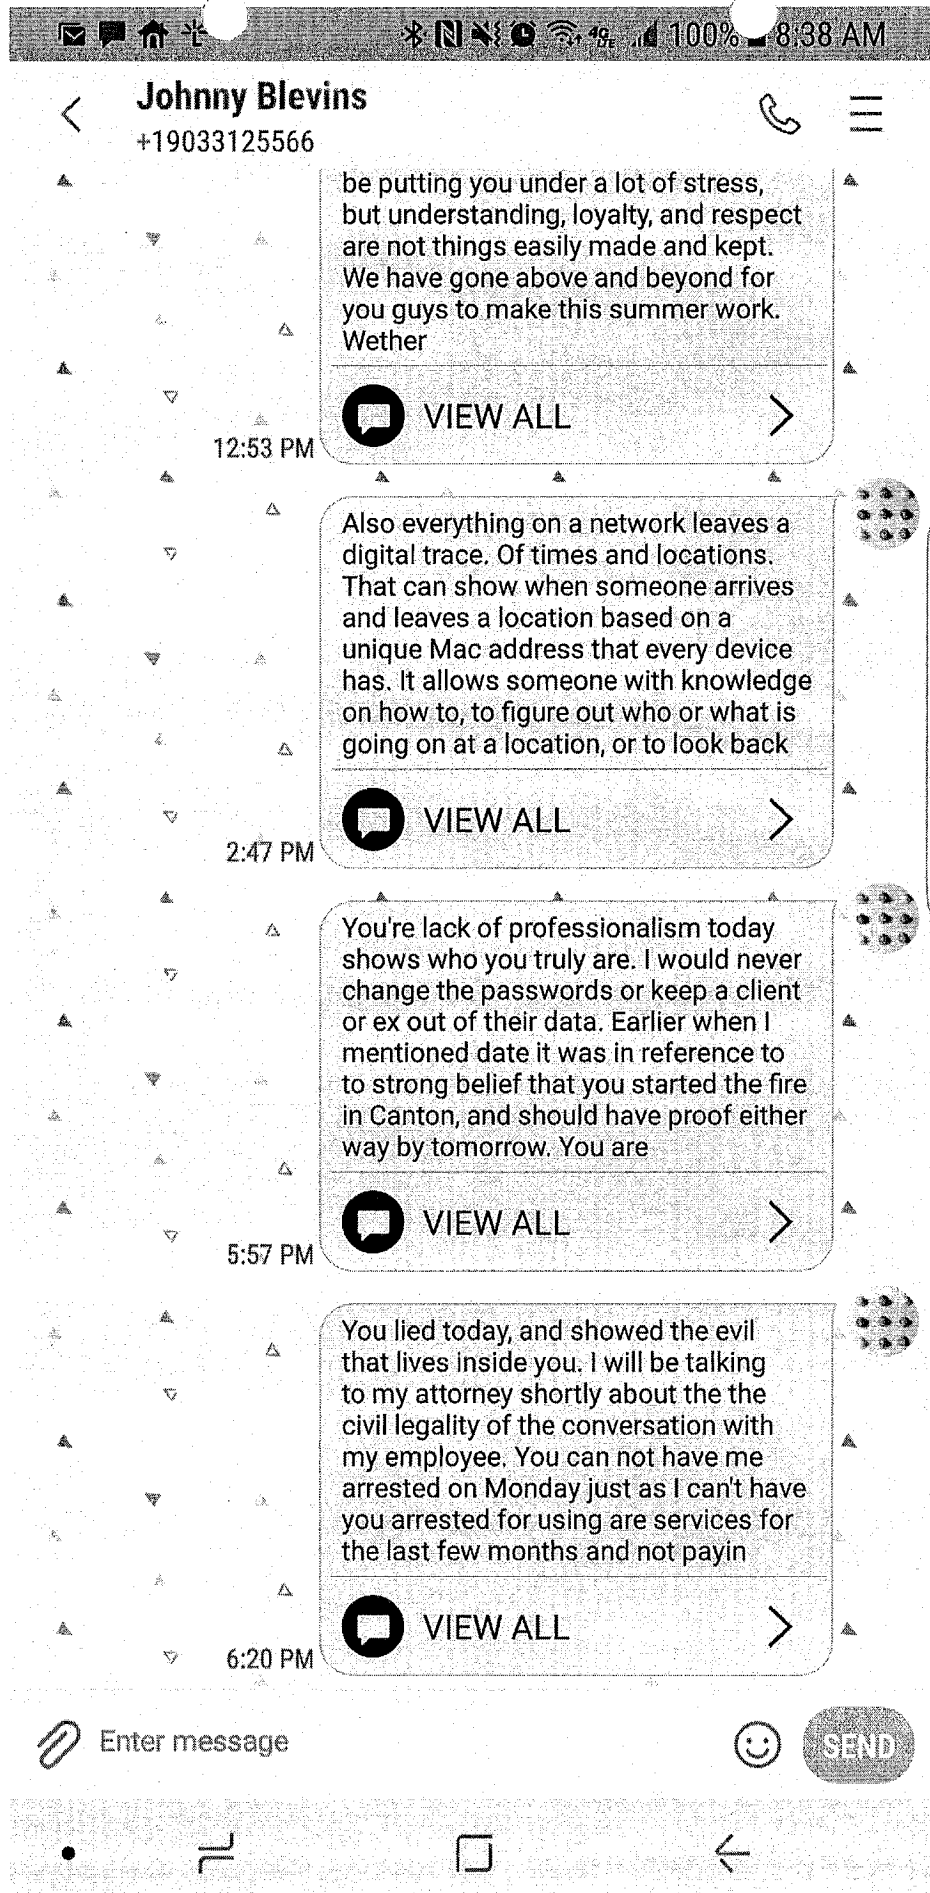 4G
LTE
100%
8:38 AM
Johnny Blevins
+19033125566
be putting you under a lot of stress,
but understanding, loyalty, and respect
are not things easily made and kept.
We have gone above and beyond for
you guys to make this summer work.
Wether
VIEW ALL
12:53 PM
Also everything on a network leaves a
digital trace. Of times and locations.
That can show when someone arrives
and leaves a location based on a
unique Mac address that every device
has. It allows someone with knowledge
on how to, to figure out who or what is
going on at a location, or to look back
VIEW ALL
2:47 PM
You're lack of professionalism today
shows who you truly are. I would never
change the passwords or keep a client
or ex out of their data. Earlier when I
mentioned date it was in reference to
to strong belief that you started the fire
in Canton, and should have proof either
way by tomorrow. You are
VIEW ALL
5:57 PM
You lied today, and showed the evil
that lives inside you. I will be talking
to my attorney shortly about the the
civil legality of the conversation with
my employee. You can not have me
arrested on Monday just as I can't have
you arrested for using are services for
the last few months and not payin
VIEW ALL
6:20 PM
Enter message
SEND